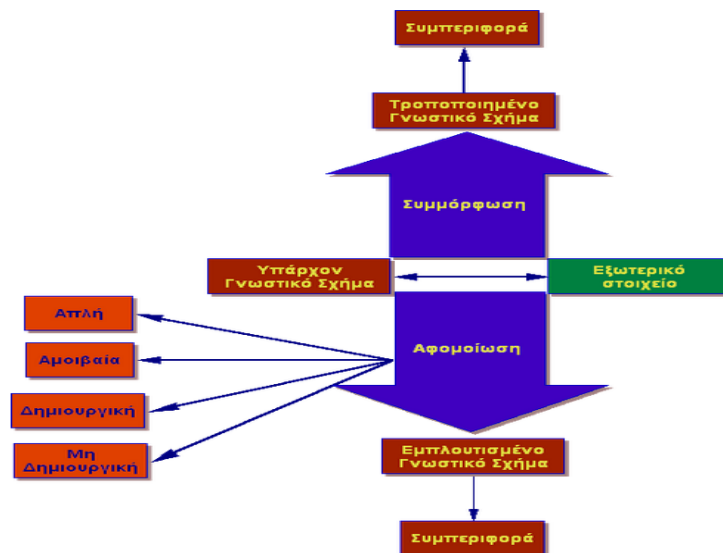 Συμπεριφορά
Τροποποιημένο
Γνωστικό Σχήμα
Συμμόρφωση
Υπάρχον
Γνωστικό Σχήμα
Εξωτερικό
στοιχείο
Απλή
Αμοιβαία
Αφομοίωση
Δημιουργική
Μη
Δημιουργική
Εμπλουτισμένο
Γνωστικό Σχήμα
Συμπεριφορά